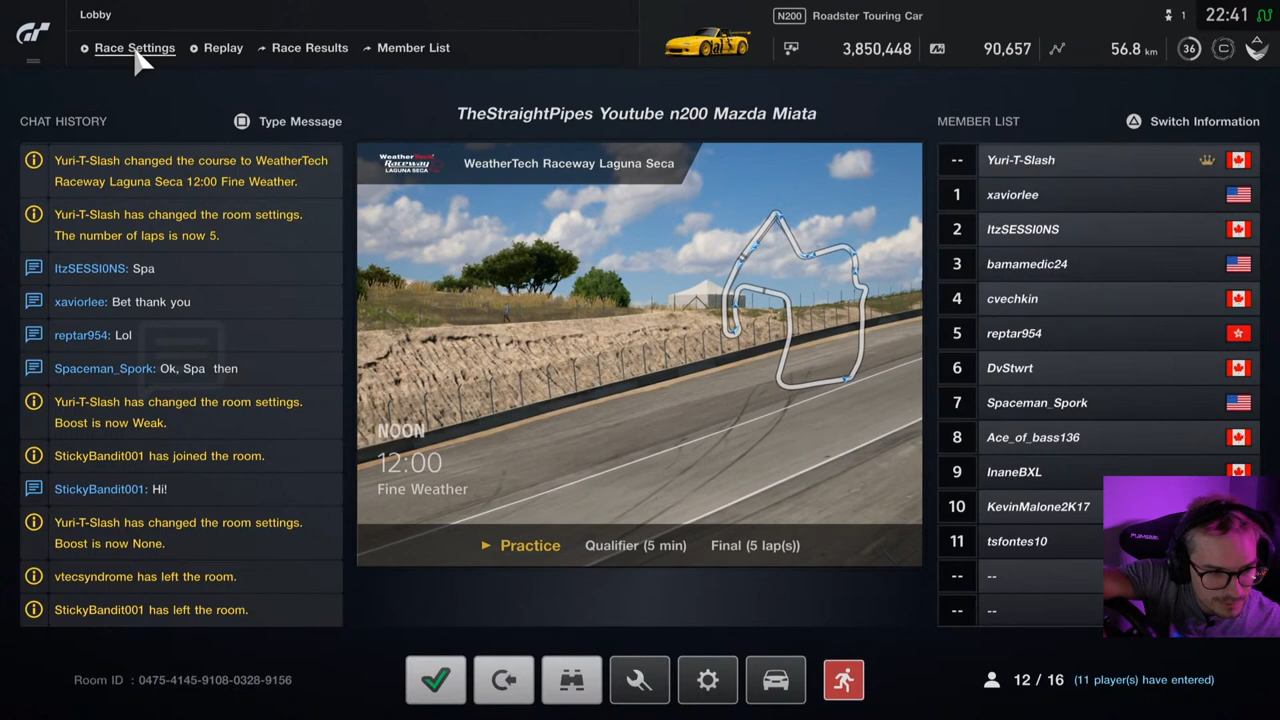 Lobby
Race Settings
Replay
Race Results
Member List
N200
Roadster Touring Car
3,850,448
90,657
56.8 km
1
22:41
36
CHAT HISTORY
Type Message
Yuri-T-Slash changed the course to WeatherTech
Raceway Laguna Seca 12:00 Fine Weather.
Yuri-T-Slash has changed the room settings.
The number of laps is now 5.
ItzSESSI0NS: Spa
xaviorlee: Bet thank you
reptar954: Lol
Spaceman_Spork: Ok, Spa then
Yuri-T-Slash has changed the room settings.
Boost is now Weak.
StickyBandit001 has joined the room.
StickyBandit001: Hi!
Yuri-T-Slash has changed the room settings.
Boost is now None.
vtecsyndrome has left the room.
StickyBandit001 has left the room.
TheStraightPipes Youtube n200 Mazda Miata
WeatherTech
Raceway
LAGUNA SECA
WeatherTech Raceway Laguna Seca
NOON
12:00
Fine Weather
Practice
Qualifier (5 min)
Final (5 lap(s))
MEMBER LIST
Switch Information
-- Yuri-T-Slash
1 xaviorlee
2 ItzSESSI0NS
3 bamamedic24
4 cvechkin
5 reptar954
6 DvStwrt
7 Spaceman_Spork
8 Ace_of_bass136
9 InaneBXL
10 KevinMalone2K17
11 tsfontes10
-- --
-- --
Room ID : 0475-4145-9108-0328-9156
12 / 16
(11 player(s) have entered)